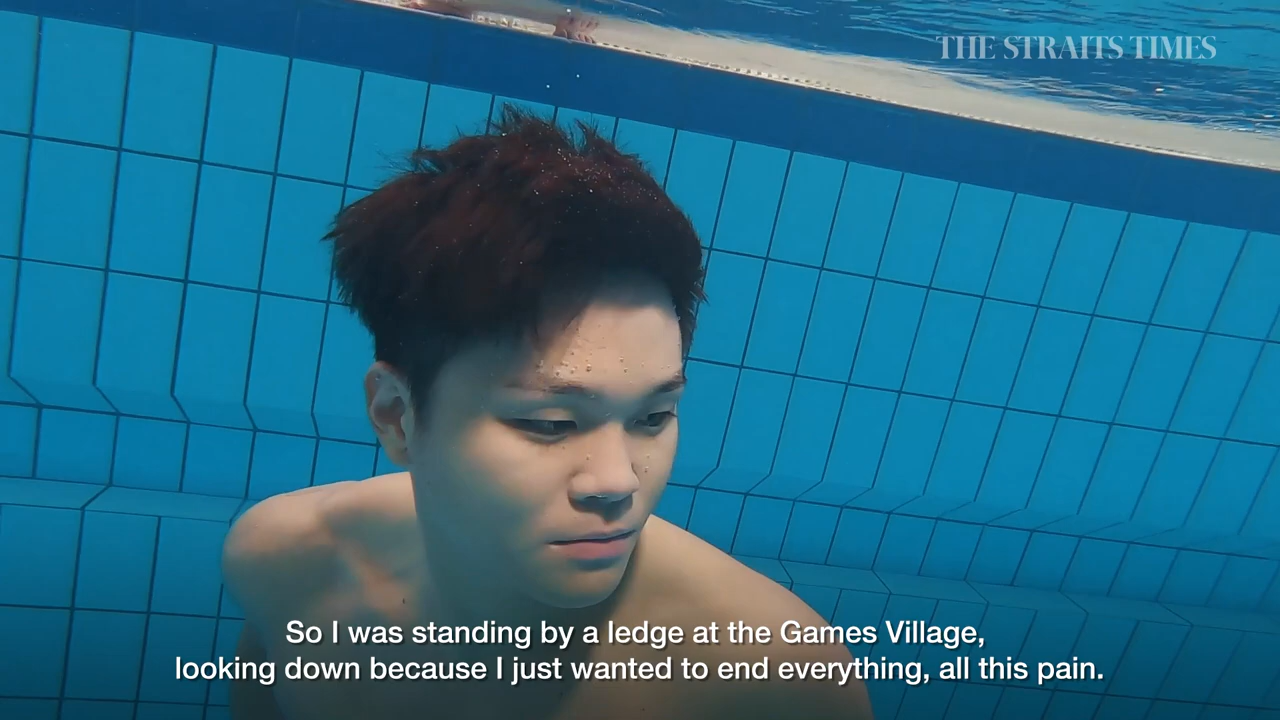 THE STRAITS TIMES
So I was standing by a ledge at the Games Village,
looking down because I just wanted to end everything, all this pain.